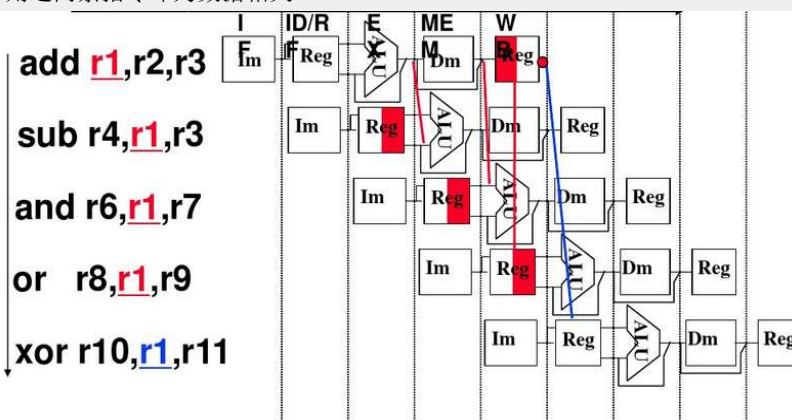 I ID/R E ME W
F F X M B
add r1,r2,r3 Im Reg ALU Dm Reg
sub r4,r1,r3 Im Reg ALU Dm Reg
and r6,r1,r7 Im Reg ALU Dm Reg
or r8,r1,r9 Im Reg ALU Dm Reg
xor r10,r1,r11 Im Reg ALU Dm Reg